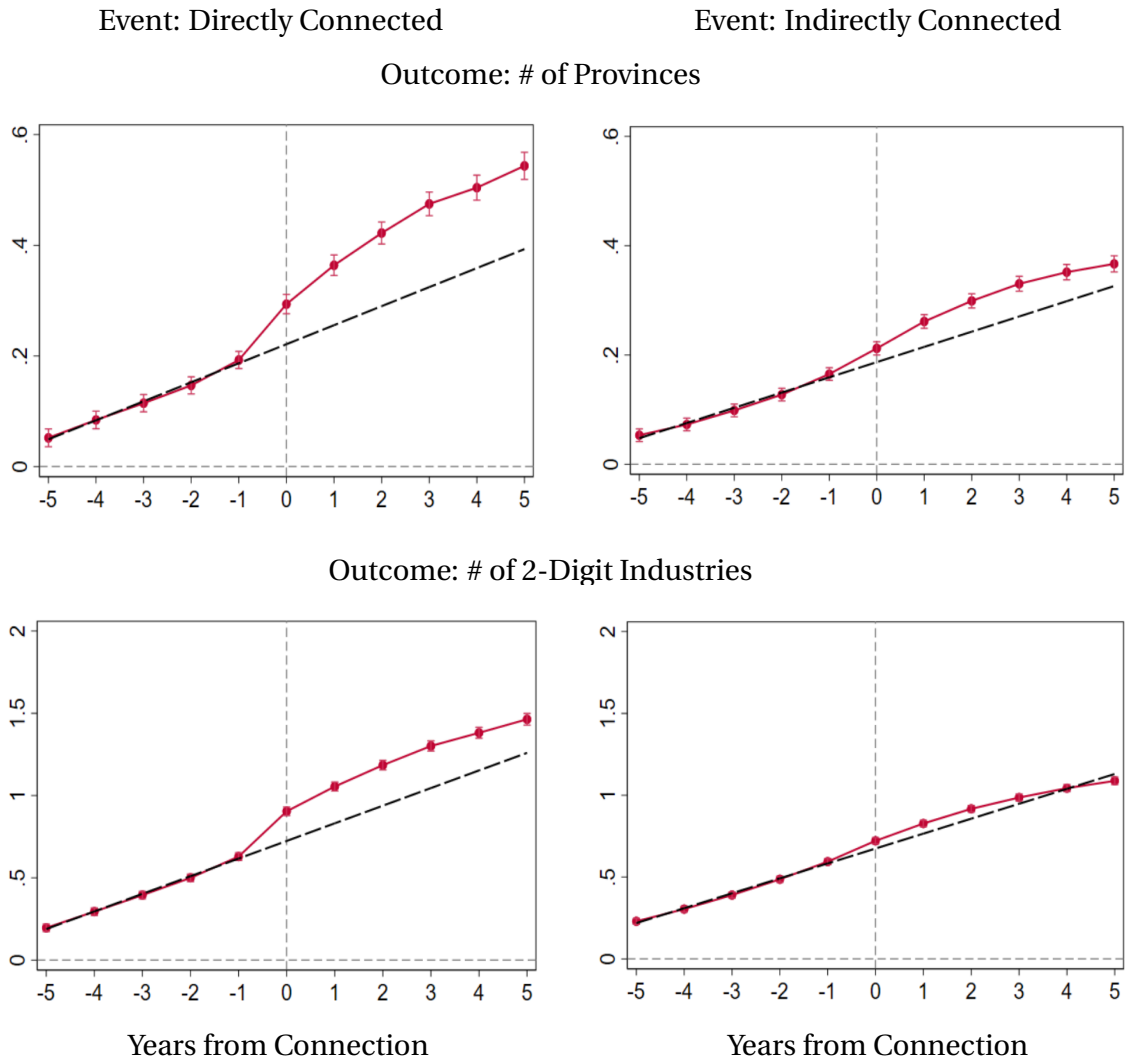 Event: Directly Connected
Event: Indirectly Connected
Outcome: # of Provinces
.6
.4
.2
0
-5 -4 -3 -2 -1 0 1 2 3 4 5
.6
.4
.2
0
-5 -4 -3 -2 -1 0 1 2 3 4 5
Outcome: # of 2-Digit Industries
2
1.5
1
.5
0
-5 -4 -3 -2 -1 0 1 2 3 4 5
2
1.5
1
.5
0
-5 -4 -3 -2 -1 0 1 2 3 4 5
Years from Connection
Years from Connection